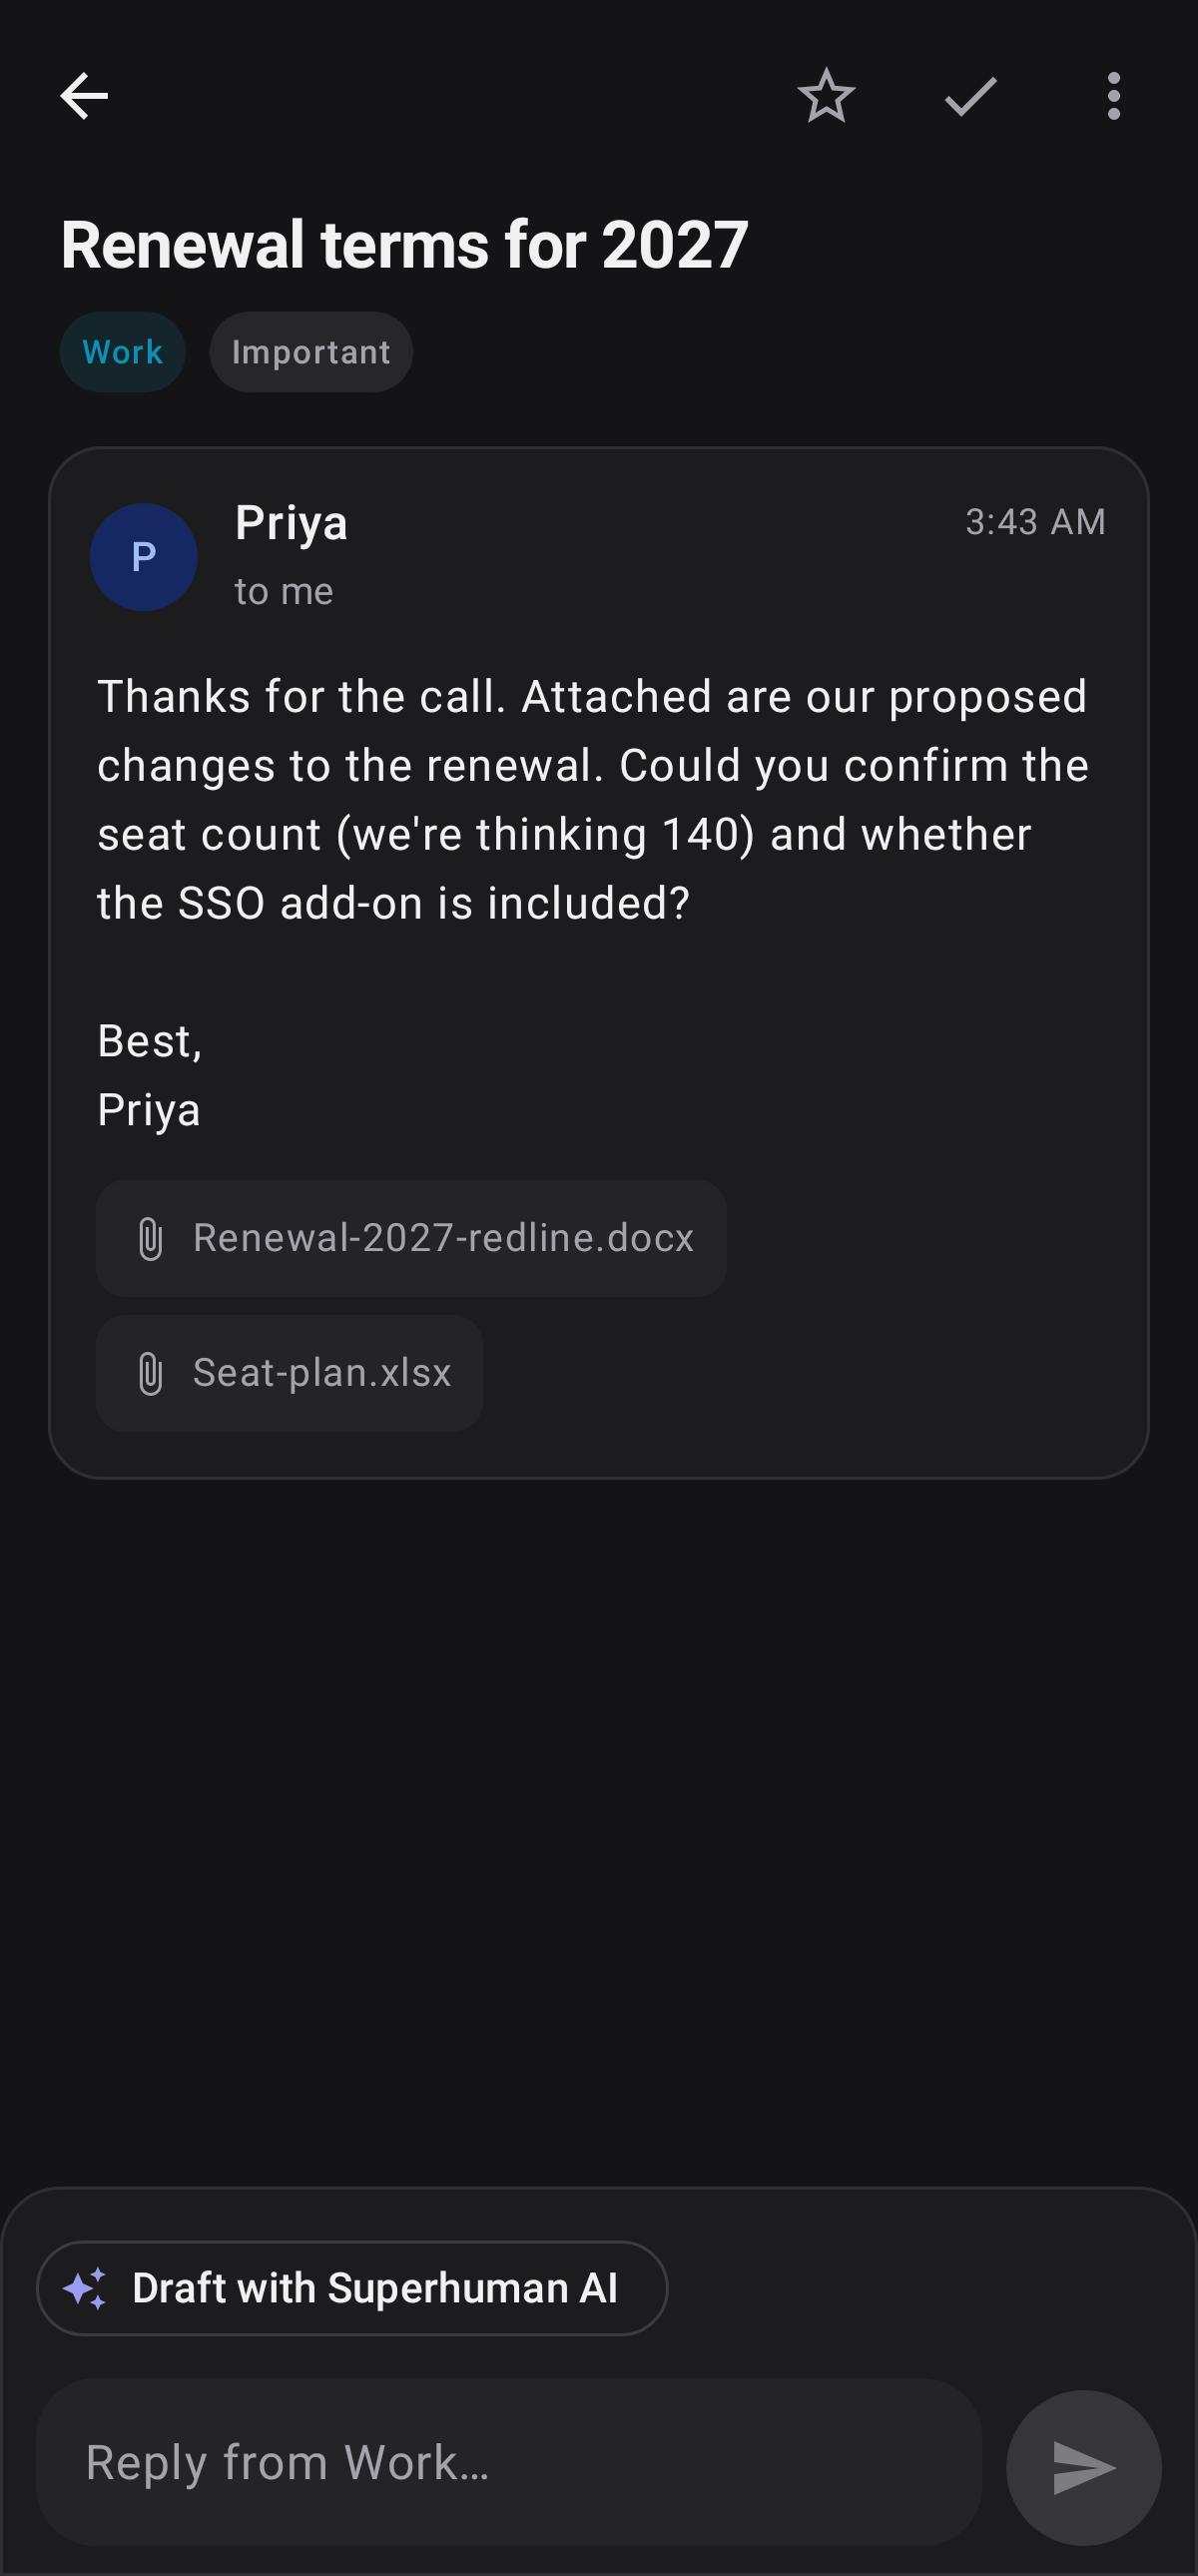 Renewal terms for 2027
Work
Important
P
Priya
3:43 AM
to me
Thanks for the call. Attached are our proposed
changes to the renewal. Could you confirm the
seat count (we're thinking 140) and whether
the SSO add-on is included?
Best,
Priya
Renewal-2027-redline.docx
Seat-plan.xlsx
Draft with Superhuman AI
Reply from Work…